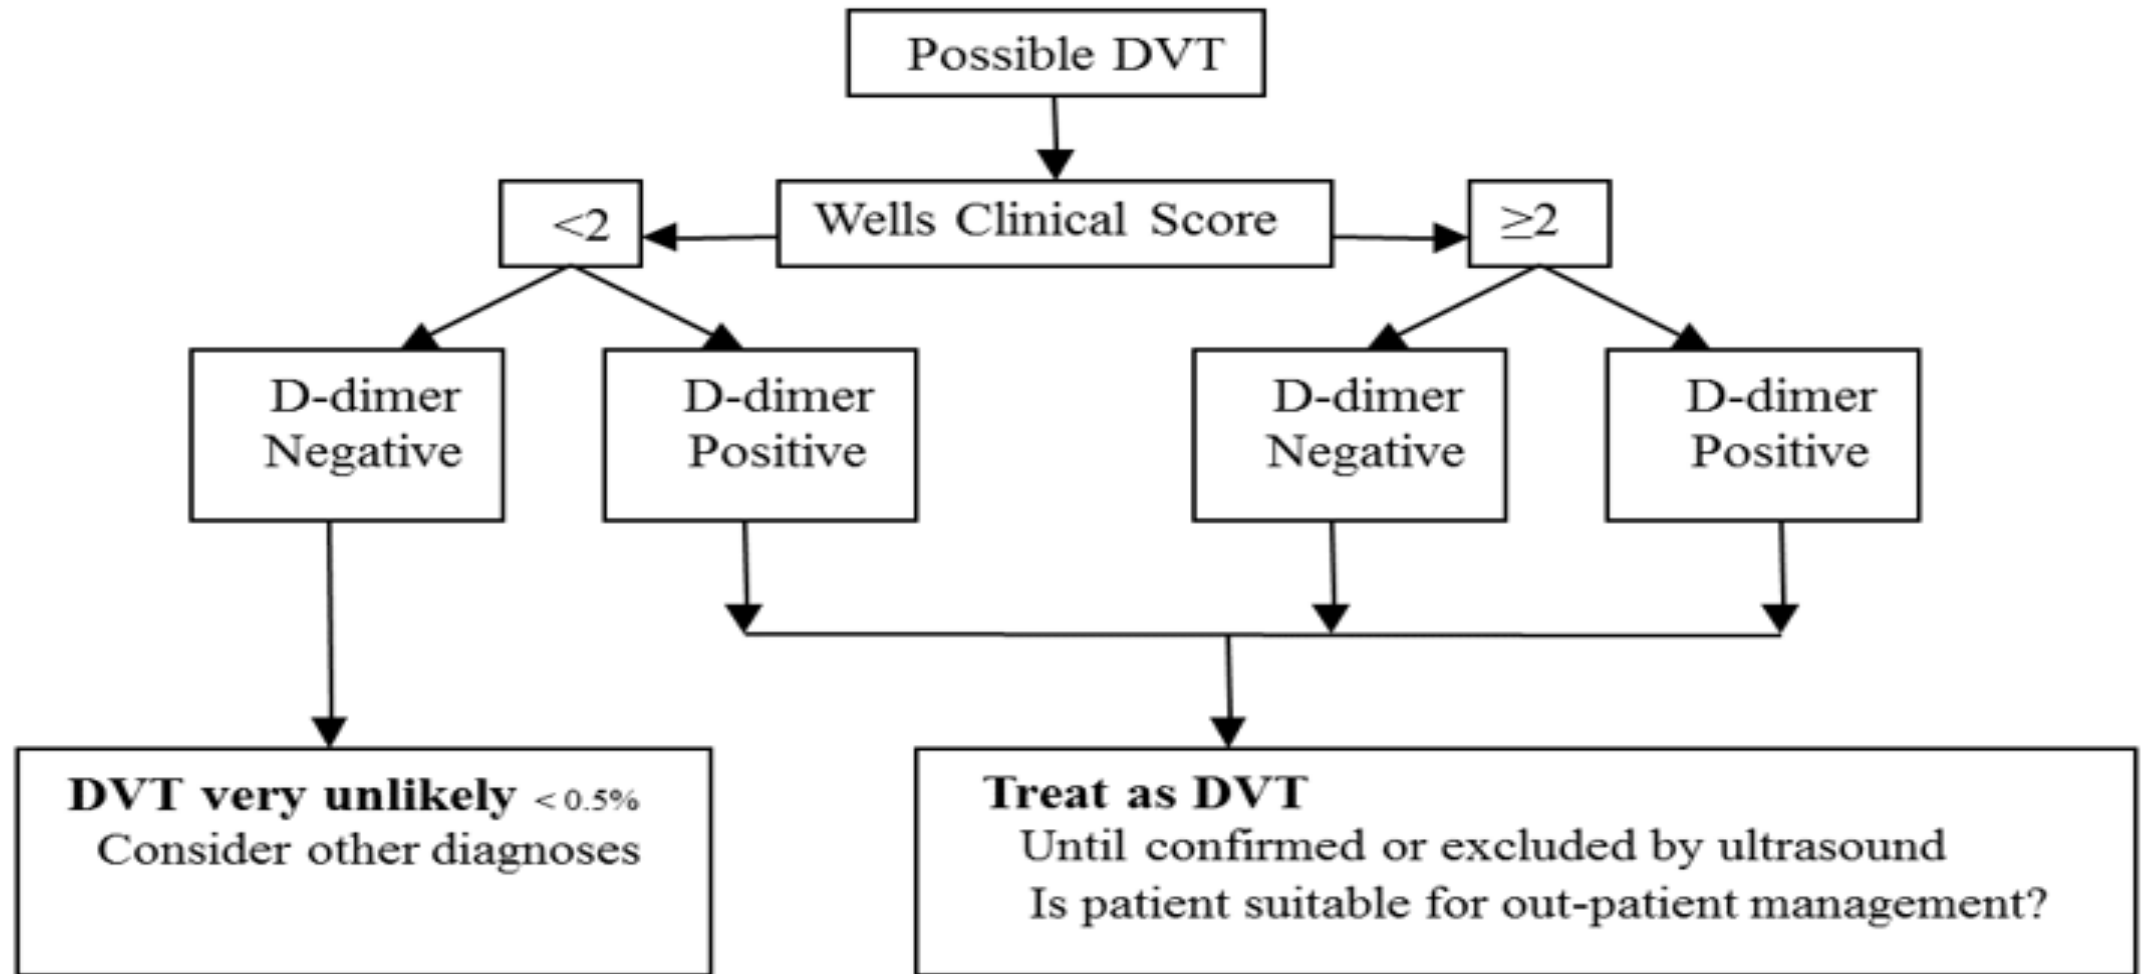 Possible DVT
<2
Wells Clinical Score
≥2
D-dimer
Negative
D-dimer
Positive
D-dimer
Negative
D-dimer
Positive
DVT very unlikely < 0.5%
Consider other diagnoses
Treat as DVT
Until confirmed or excluded by ultrasound
Is patient suitable for out-patient management?